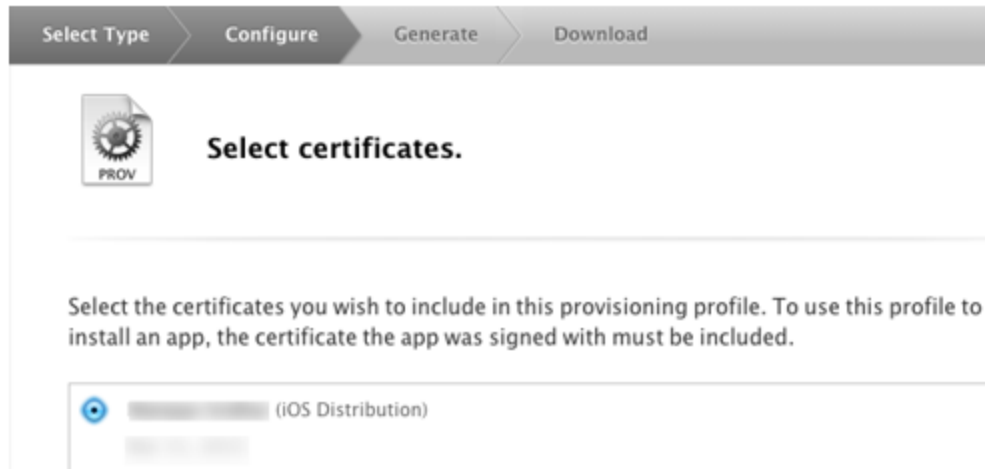 Select Type Configure Generate Download
PROV
Select certificates.
Select the certificates you wish to include in this provisioning profile. To use this profile to
install an app, the certificate the app was signed with must be included.
(iOS Distribution)